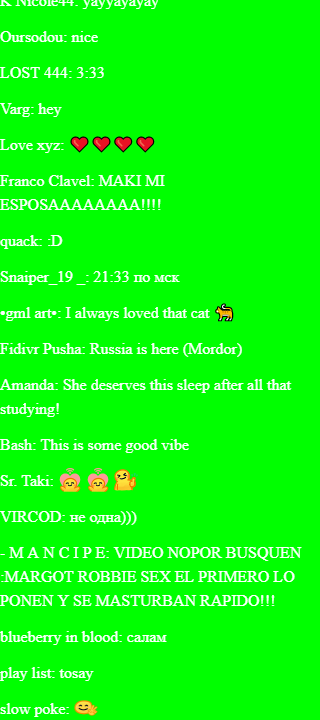 K Nicole44: yayyayayay
Oursodou: nice
LOST 444: 3:33
Varg: hey
Love xyz: ❤️❤️❤️❤️
Franco Clavel: MAKI MI
ESPOSAAAAAAAA!!!!
quack: :D
Snaiper_19 _: 21:33 по мск
•gml art•: I always loved that cat 🐈
Fidivr Pusha: Russia is here (Mordor)
Amanda: She deserves this sleep after all that
studying!
Bash: This is some good vibe
Sr. Taki:
VIRCOD: не одна)))
- M A N C I P E: VIDEO NOPOR BUSQUEN
:MARGOT ROBBIE SEX EL PRIMERO LO
PONEN Y SE MASTURBAN RAPIDO!!!
blueberry in blood: салам
play list: tosay
slow poke: